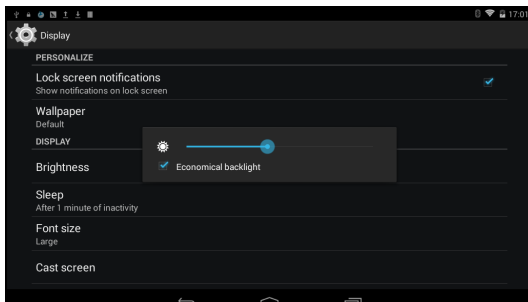 17:01
Display
PERSONALIZE
Lock screen notifications
Show notifications on lock screen
Wallpaper
Default
DISPLAY
Brightness
Economical backlight
Sleep
After 1 minute of inactivity
Font size
Large
Cast screen